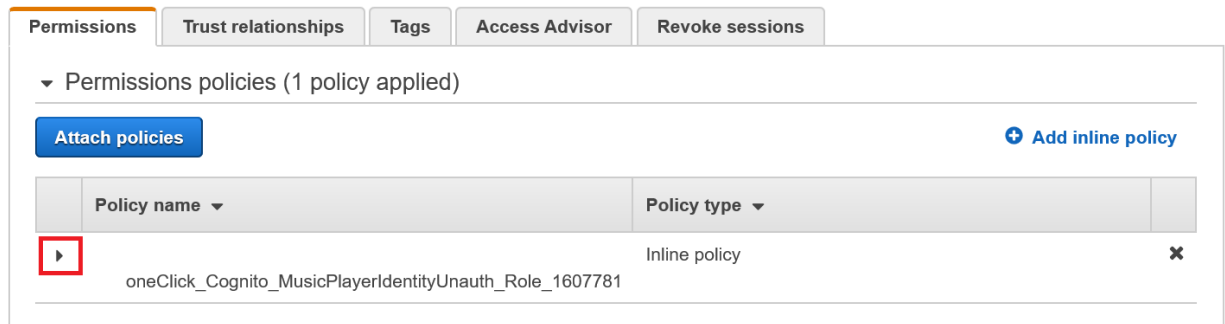 Permissions Trust relationships Tags Access Advisor Revoke sessions
Permissions policies (1 policy applied)
Attach policies Add inline policy
Policy name Policy type
Inline policy
oneClick_Cognito_MusicPlayerIdentityUnauth_Role_1607781